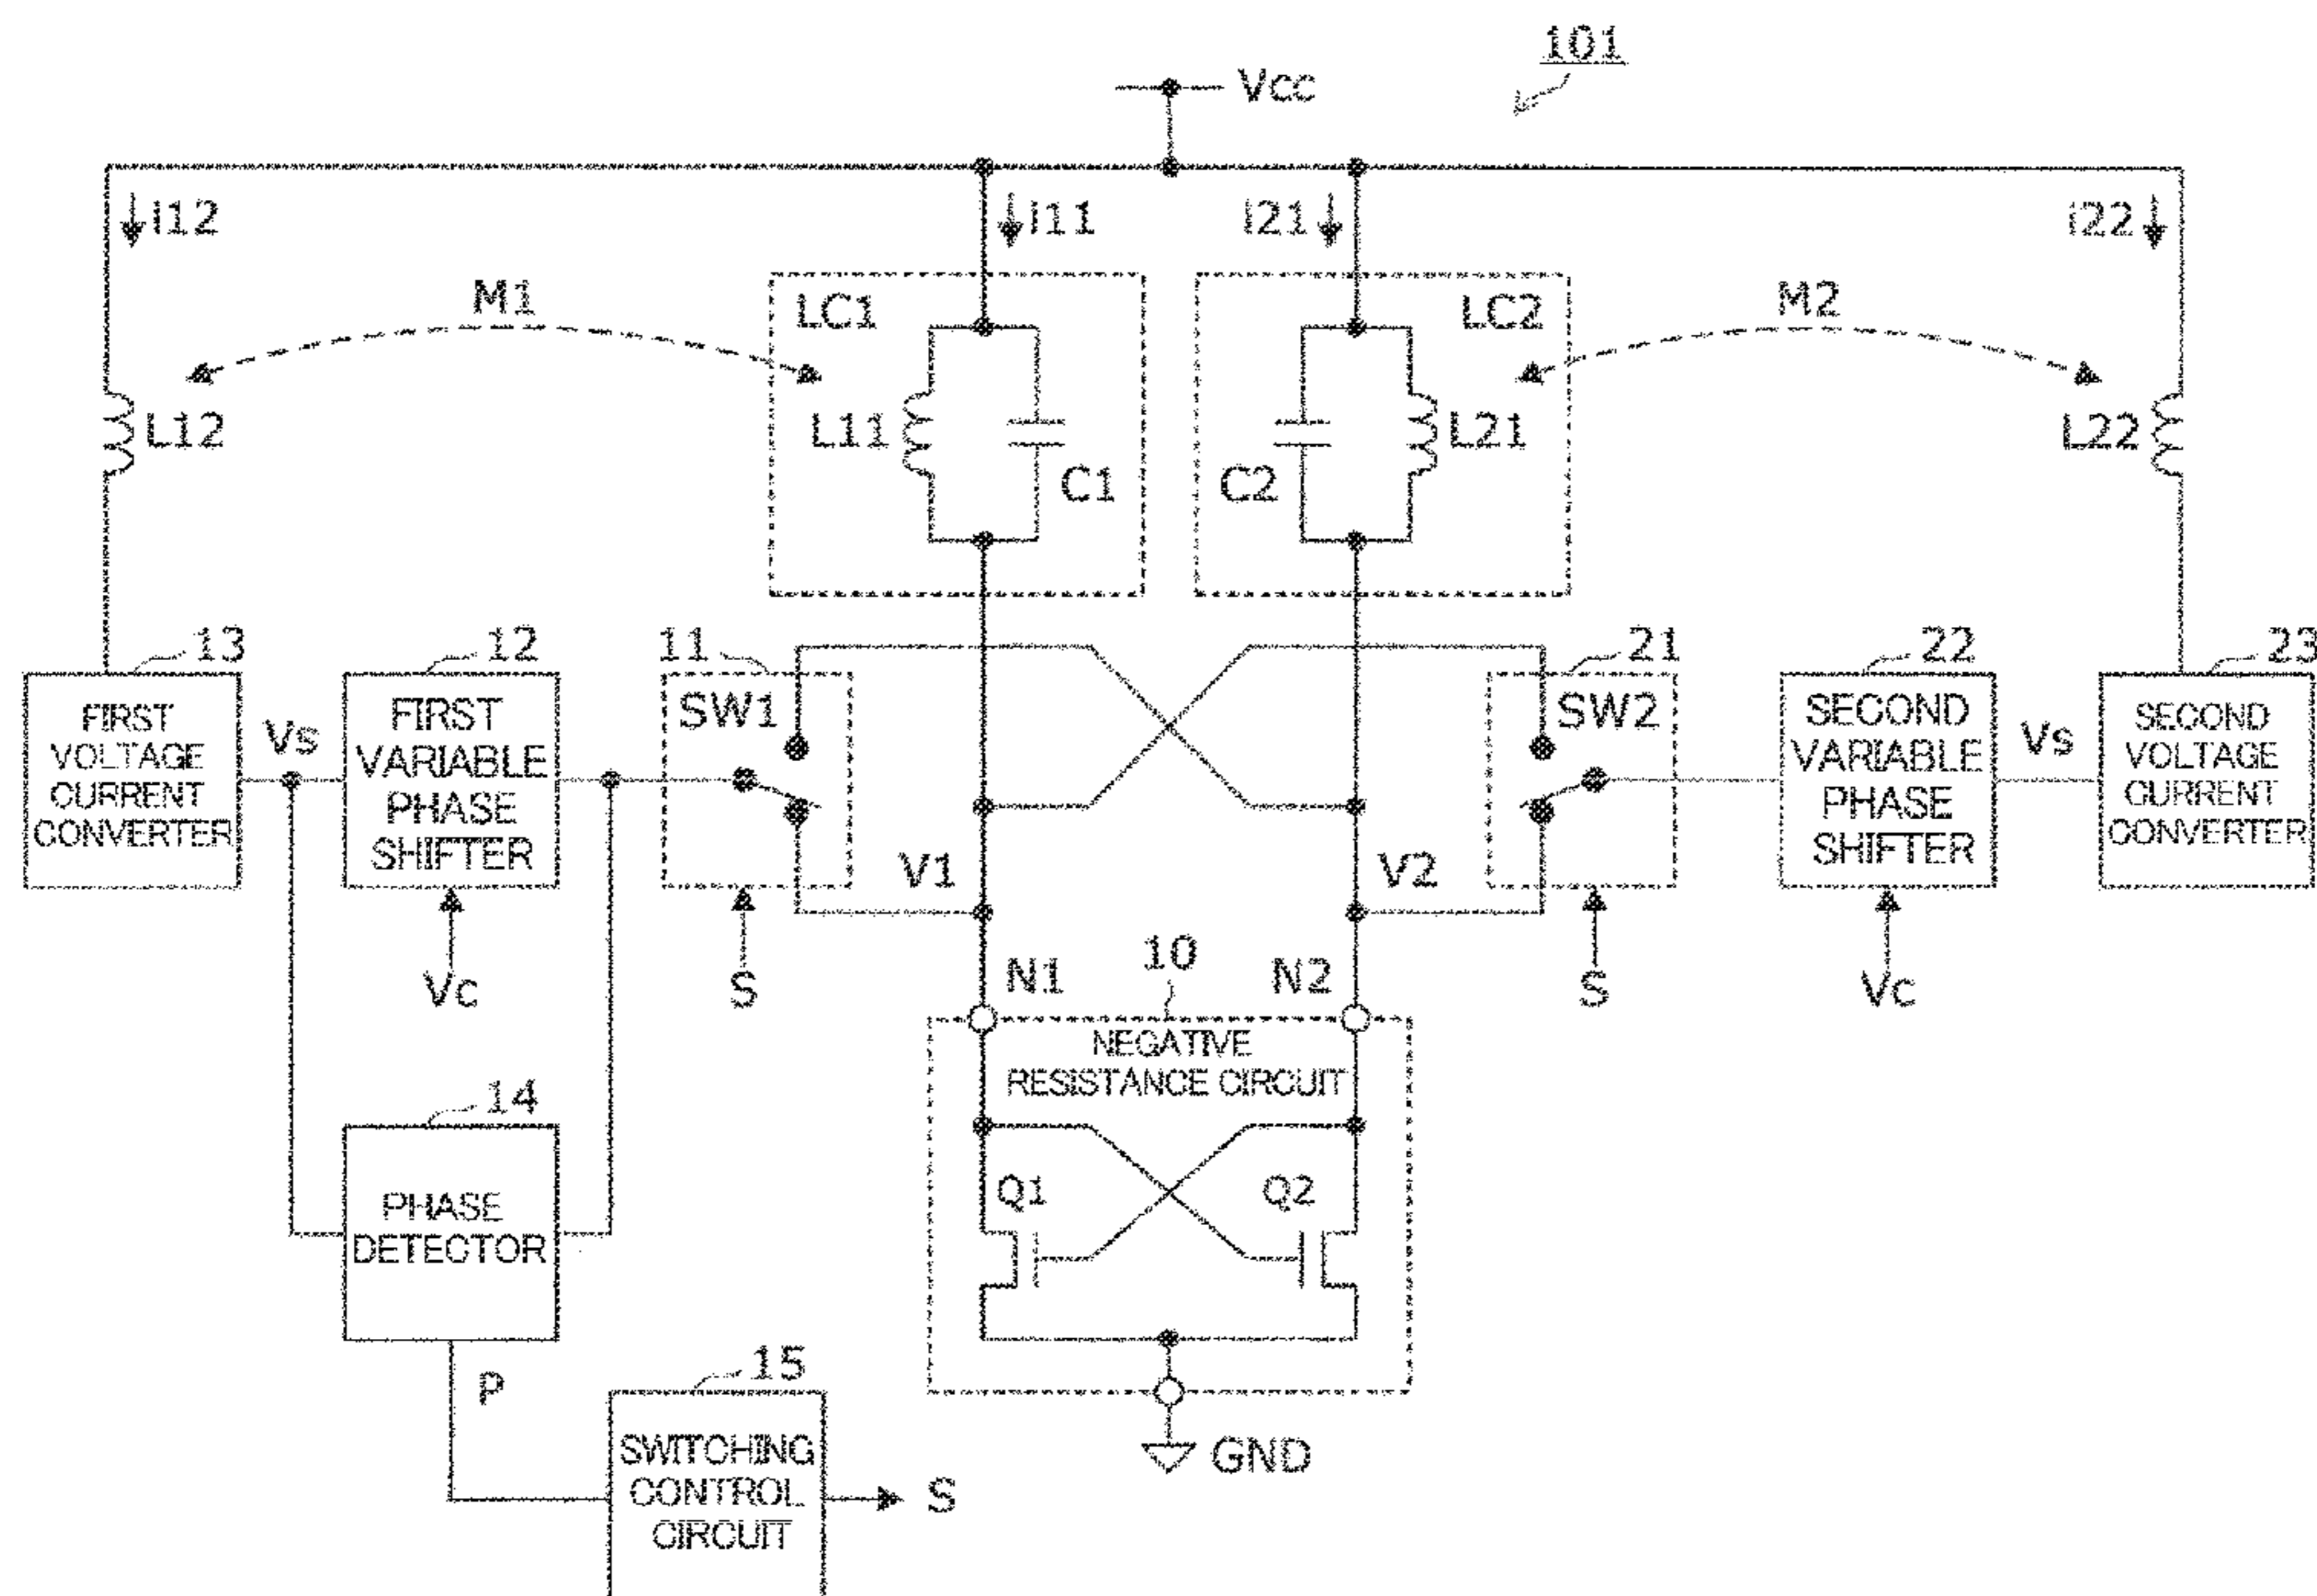 101
Vcc
i12
i11
i21
i22
M1
LC1
LC2
M2
L12
L11
C1
C2
L21
L22
13
12
11
21
22
23
FIRST
VOLTAGE
CURRENT
CONVERTER
Vs
FIRST
VARIABLE
PHASE
SHIFTER
SW1
SW2
SECOND
VARIABLE
PHASE
SHIFTER
Vs
SECOND
VOLTAGE
CURRENT
CONVERTER
V1
V2
Vc
S
N1
10
N2
S
Vc
NEGATIVE
RESISTANCE CIRCUIT
14
PHASE
DETECTOR
Q1
Q2
P
15
SWITCHING
CONTROL
CIRCUIT
S
GND